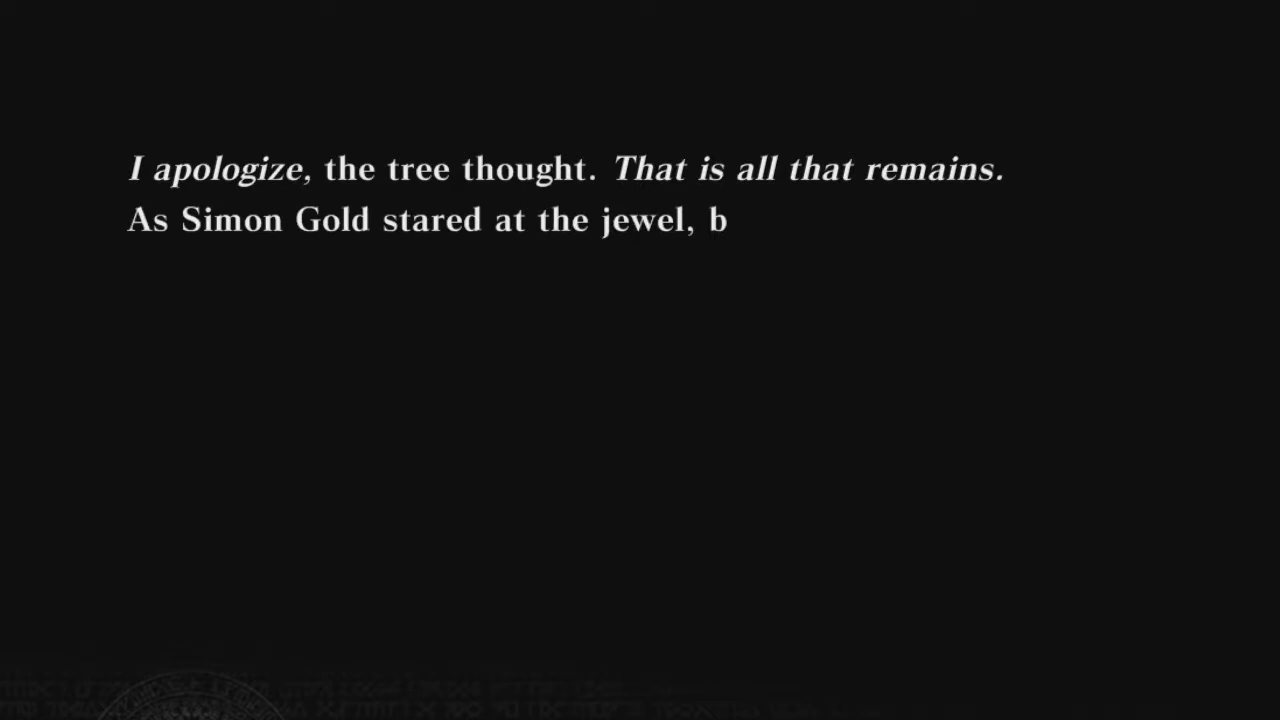 I apologize, the tree thought. That is all that remains.
As Simon Gold stared at the jewel, b